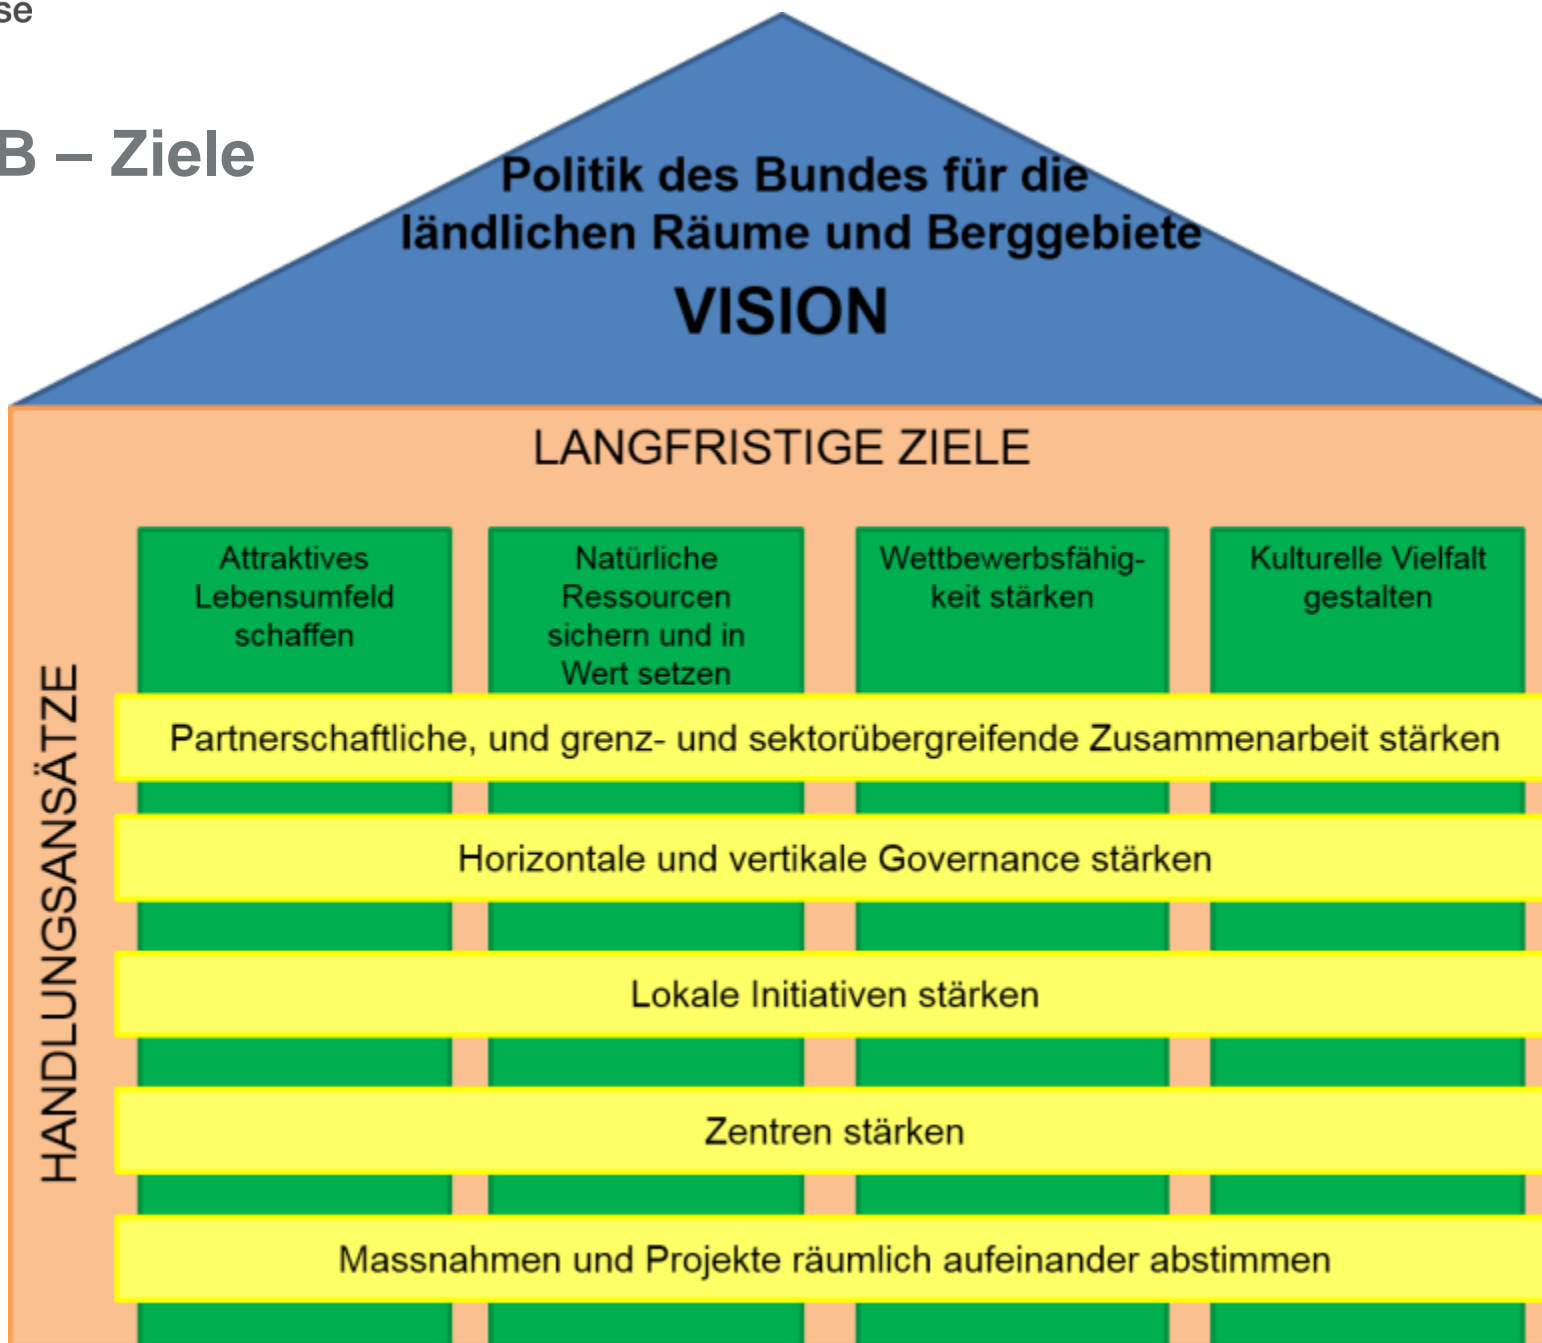 se
B – Ziele
Politik des Bundes für die
ländlichen Räume und Berggebiete
VISION
LANGFRISTIGE ZIELE
Attraktives
Lebensumfeld
schaffen
Natürliche
Ressourcen
sichern und in
Wert setzen
Wettbewerbsfähig-
keit stärken
Kulturelle Vielfalt
gestalten
HANDLUNGSANSÄTZE
Partnerschaftliche, und grenz- und sektorübergreifende Zusammenarbeit stärken
Horizontale und vertikale Governance stärken
Lokale Initiativen stärken
Zentren stärken
Massnahmen und Projekte räumlich aufeinander abstimmen